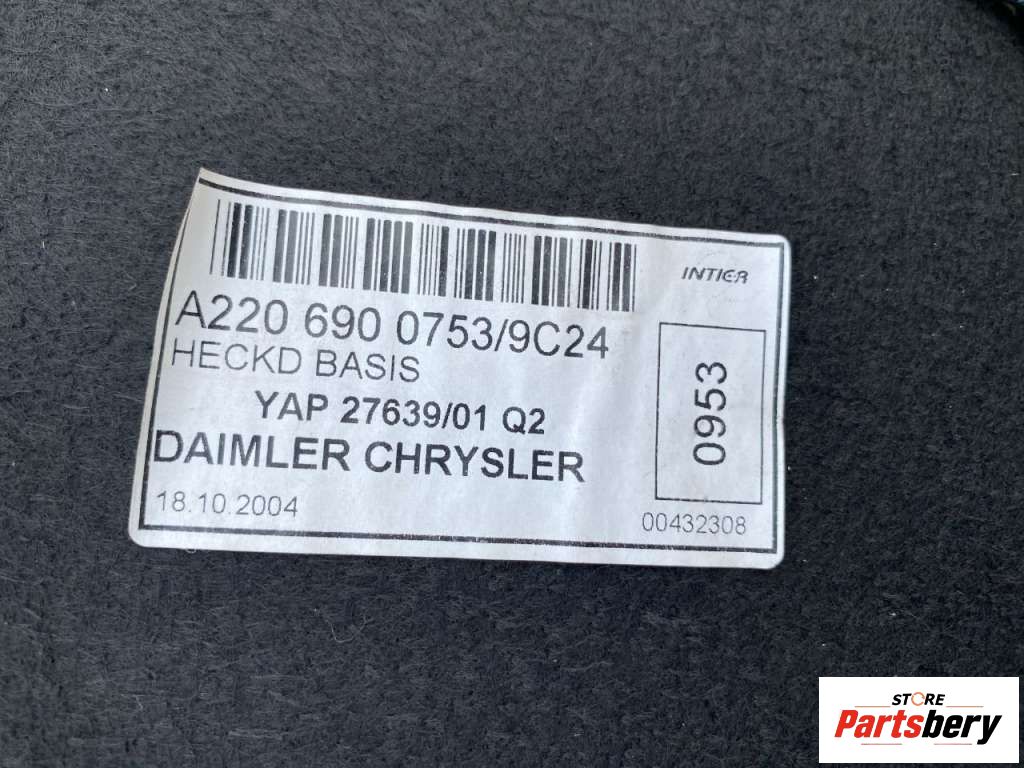 INTIER
A220 690 0753/9C24
HECKD BASIS
YAP 27639/01 Q2
DAIMLER CHRYSLER
0953
18.10.2004
00432308
STORE
Partsbery